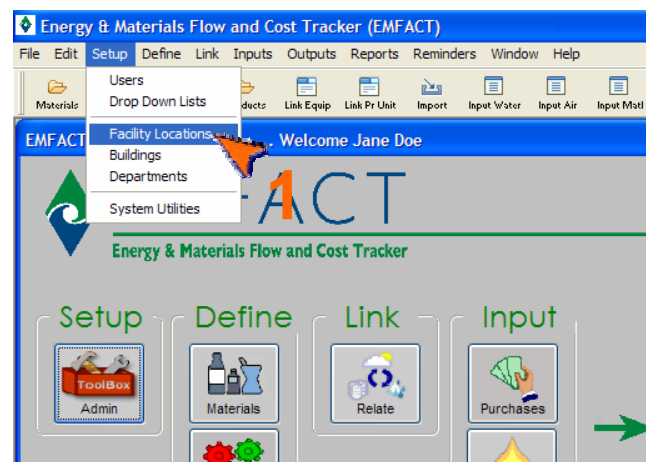 Energy & Materials Flow and Cost Tracker (EMFACT)
File Edit Setup Define Link Inputs Outputs Reports Reminders Window Help
Users
Drop Down Lists
Facility Locations
Buildings
Departments
System Utilities
Materials ducts Link Equip Link Pr Unit Import Input Water Input Air Input Matl
EMFACT . Welcome Jane Doe
1
FACT
Energy & Materials Flow and Cost Tracker
Setup Define Link Input
ToolBox
Admin Materials Relate Purchases